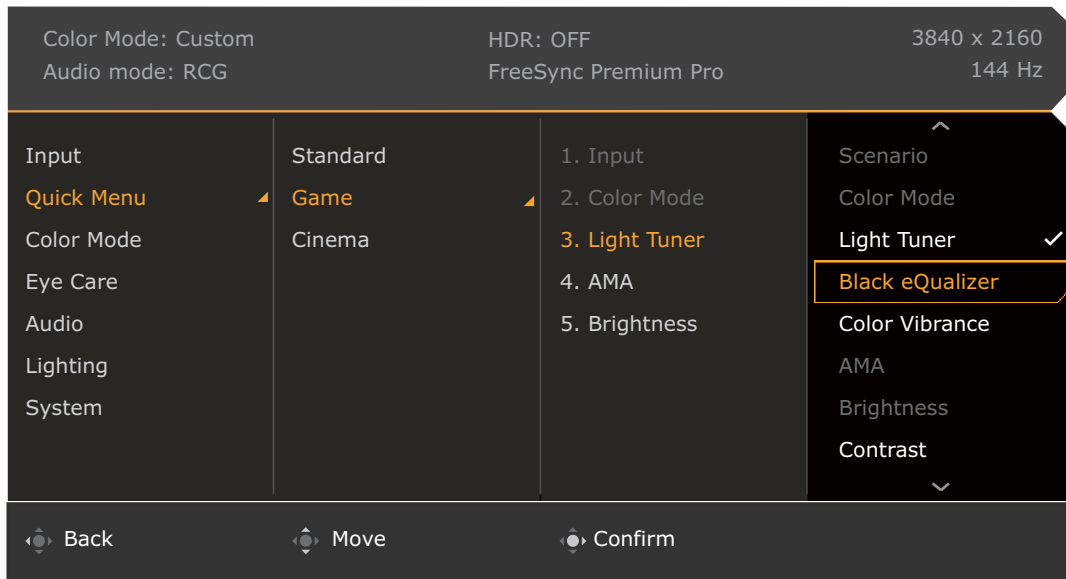 Color Mode: Custom
Audio mode: RCG
HDR: OFF
FreeSync Premium Pro
3840 x 2160
144 Hz
Input
Quick Menu
Color Mode
Eye Care
Audio
Lighting
System
Standard
Game
Cinema
1. Input
2. Color Mode
3. Light Tuner
4. AMA
5. Brightness
Scenario
Color Mode
Light Tuner
Black eQualizer
Color Vibrance
AMA
Brightness
Contrast
Back
Move
Confirm